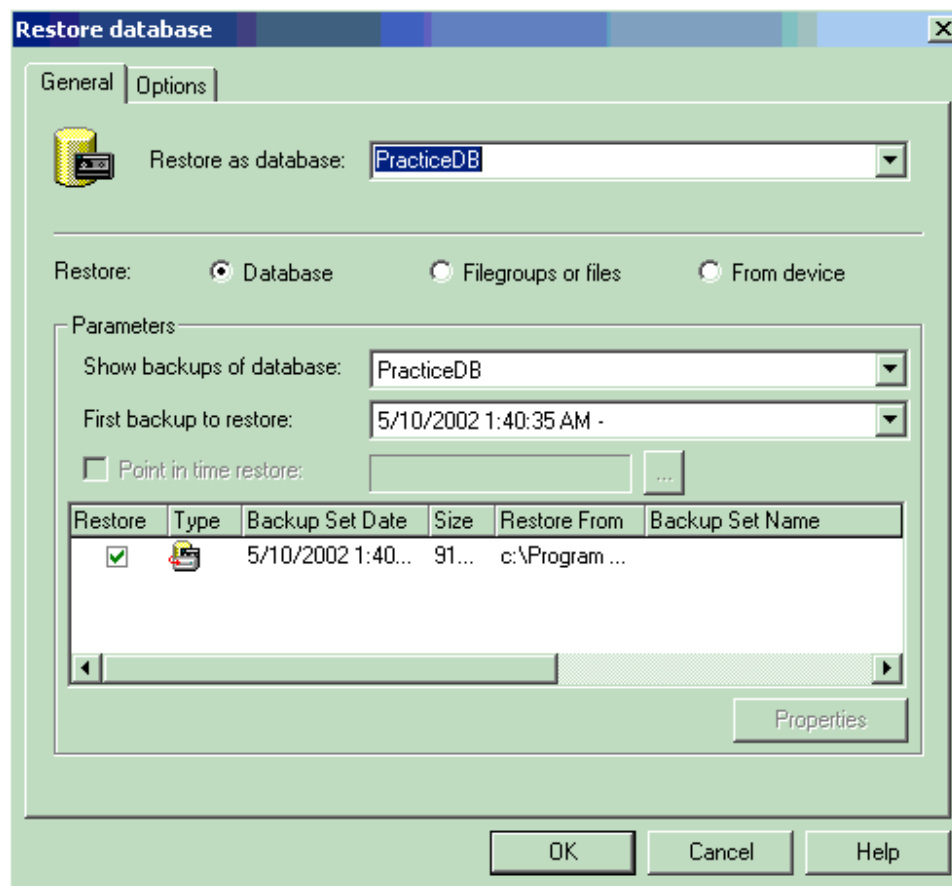 Restore database
General Options
Restore as database: PracticeDB
Restore: Database Filegroups or files From device
Parameters
Show backups of database: PracticeDB
First backup to restore: 5/10/2002 1:40:35 AM -
Point in time restore: ...
Restore Type Backup Set Date Size Restore From Backup Set Name
5/10/2002 1:40... 91... c:\Program ...
Properties
OK Cancel Help